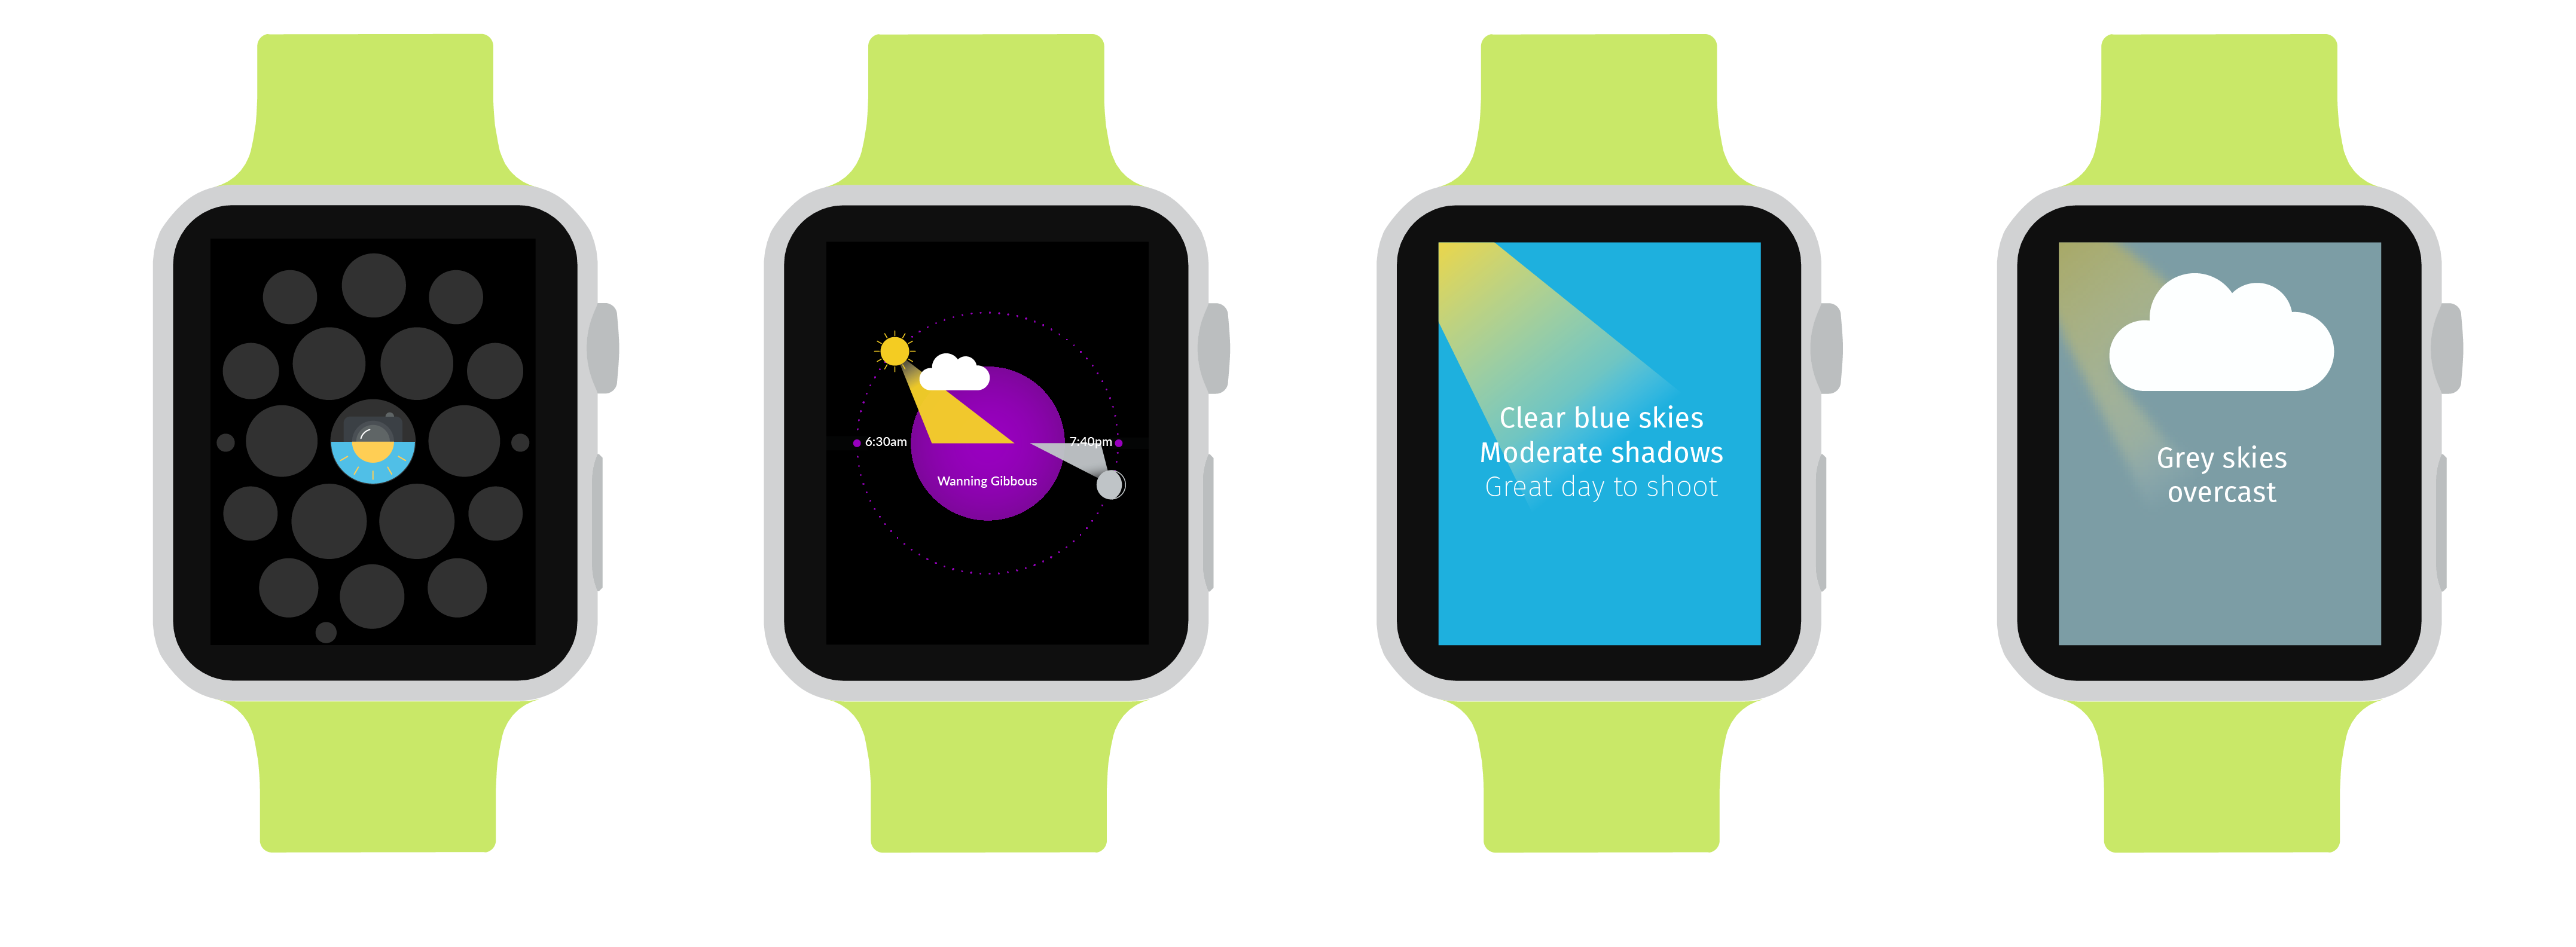 6:30am
7:40pm
Wanning Gibbous
Clear blue skies
Moderate shadows
Great day to shoot
Grey skies
overcast